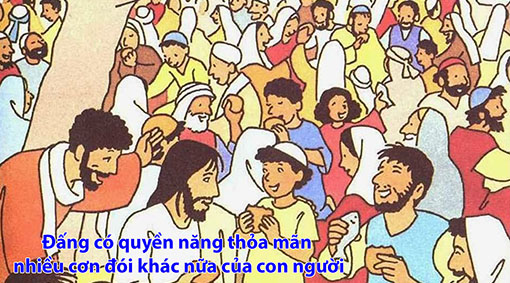 Đấng có quyền năng thỏa mãn
nhiều cơn đói khác nữa của con người